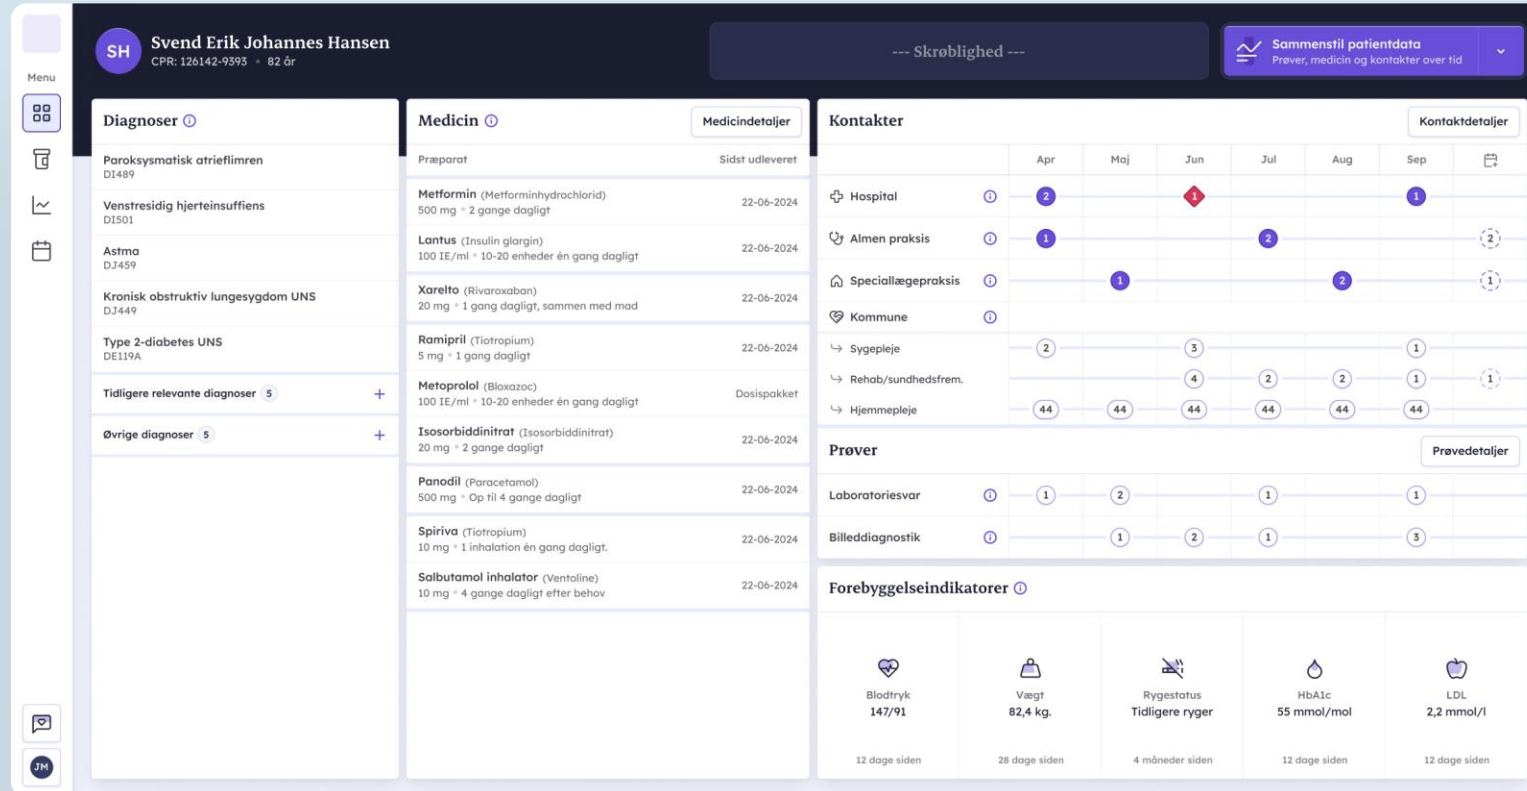 SH
Svend Erik Johannes Hansen
CPR: 126142-9393 • 82 år
--- Skrøblighed ---
Sammenstil patientdata
Prøver, medicin og kontakter over tid
Menu
JM
Diagnoser
Paroksysmatisk atrieflimren
DI489
Venstresidig hjerteinsuffiens
DI501
Astma
DJ459
Kronisk obstruktiv lungesygdom UNS
DJ449
Type 2-diabetes UNS
DE119A
Tidligere relevante diagnoser 5
Øvrige diagnoser 5
Medicin
Medicindetaljer
Præparat Sidst udleveret
Metformin (Metforminhydrochlorid)
500 mg • 2 gange dagligt
22-06-2024
Lantus (Insulin glargin)
100 IE/ml • 10-20 enheder én gang dagligt
22-06-2024
Xarelto (Rivaroxaban)
20 mg • 1 gang dagligt, sammen med mad
22-06-2024
Ramipril (Tiotropium)
5 mg • 1 gang dagligt
22-06-2024
Metoprolol (Bloxazoc)
100 IE/ml • 10-20 enheder én gang dagligt
Dosispakket
Isosorbiddinitrat (Isosorbiddinitrat)
20 mg • 2 gange dagligt
22-06-2024
Panodil (Paracetamol)
500 mg • Op til 4 gange dagligt
22-06-2024
Spiriva (Tiotropium)
10 mg • 1 inhalation én gang dagligt.
22-06-2024
Salbutamol inhalator (Ventoline)
10 mg • 4 gange dagligt efter behov
22-06-2024
Kontakter
Kontaktdetaljer
Apr Maj Jun Jul Aug Sep
Hospital 2 1 1
Almen praksis 1 2 2
Speciallægepraksis 1 2 1
Kommune
Sygepleje 2 3 1
Rehab/sundhedsfrem. 4 2 2 1 1
Hjemmepleje 44 44 44 44 44 44
Prøver
Prøvedetaljer
Laboratoriesvar 1 2 1 1
Billeddiagnostik 1 2 1 3
Forebyggelseindikatorer
Blodtryk
147/91
12 dage siden
Vægt
82,4 kg.
28 dage siden
Rygestatus
Tidligere ryger
4 måneder siden
HbA1c
55 mmol/mol
12 dage siden
LDL
2,2 mmol/l
12 dage siden